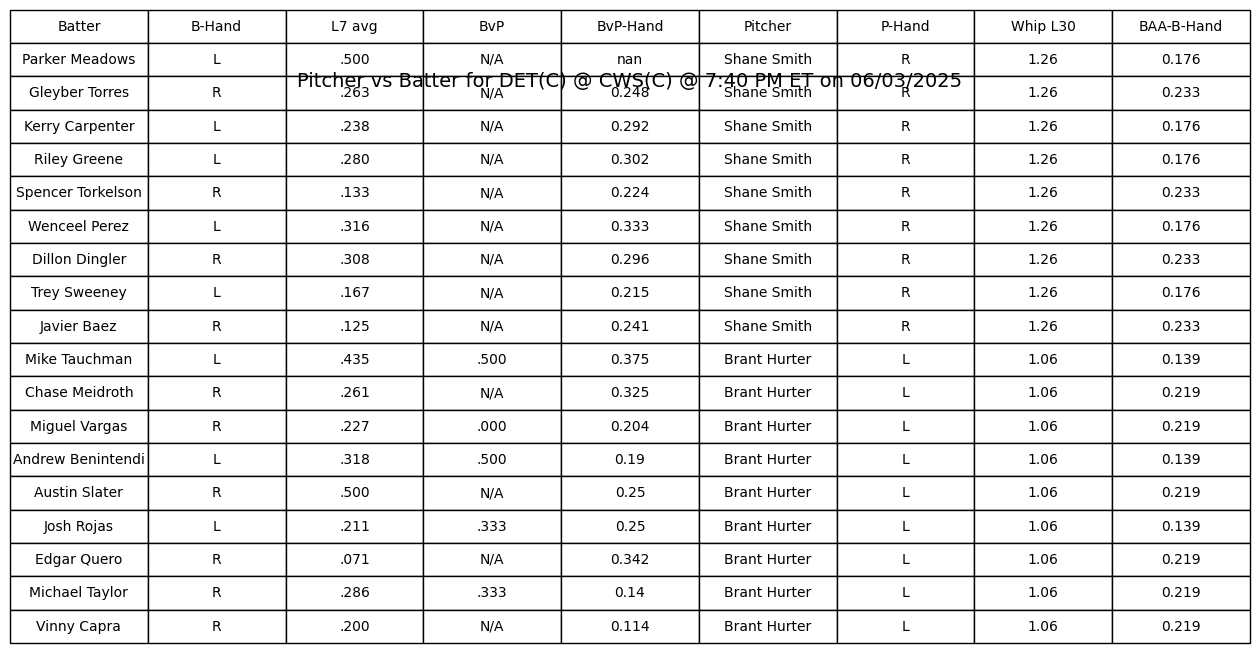 Batter B-Hand L7 avg BvP BvP-Hand Pitcher P-Hand Whip L30 BAA-B-Hand
Parker Meadows L .500 N/A nan Shane Smith R 1.26 0.176
Pitcher vs Batter for DET(C) @ CWS(C) @ 7:40 PM ET on 06/03/2025
Gleyber Torres R .263 N/A 0.248 Shane Smith R 1.26 0.233
Kerry Carpenter L .238 N/A 0.292 Shane Smith R 1.26 0.176
Riley Greene L .280 N/A 0.302 Shane Smith R 1.26 0.176
Spencer Torkelson R .133 N/A 0.224 Shane Smith R 1.26 0.233
Wenceel Perez L .316 N/A 0.333 Shane Smith R 1.26 0.176
Dillon Dingler R .308 N/A 0.296 Shane Smith R 1.26 0.233
Trey Sweeney L .167 N/A 0.215 Shane Smith R 1.26 0.176
Javier Baez R .125 N/A 0.241 Shane Smith R 1.26 0.233
Mike Tauchman L .435 .500 0.375 Brant Hurter L 1.06 0.139
Chase Meidroth R .261 N/A 0.325 Brant Hurter L 1.06 0.219
Miguel Vargas R .227 .000 0.204 Brant Hurter L 1.06 0.219
Andrew Benintendi L .318 .500 0.19 Brant Hurter L 1.06 0.139
Austin Slater R .500 N/A 0.25 Brant Hurter L 1.06 0.219
Josh Rojas L .211 .333 0.25 Brant Hurter L 1.06 0.139
Edgar Quero R .071 N/A 0.342 Brant Hurter L 1.06 0.219
Michael Taylor R .286 .333 0.14 Brant Hurter L 1.06 0.219
Vinny Capra R .200 N/A 0.114 Brant Hurter L 1.06 0.219